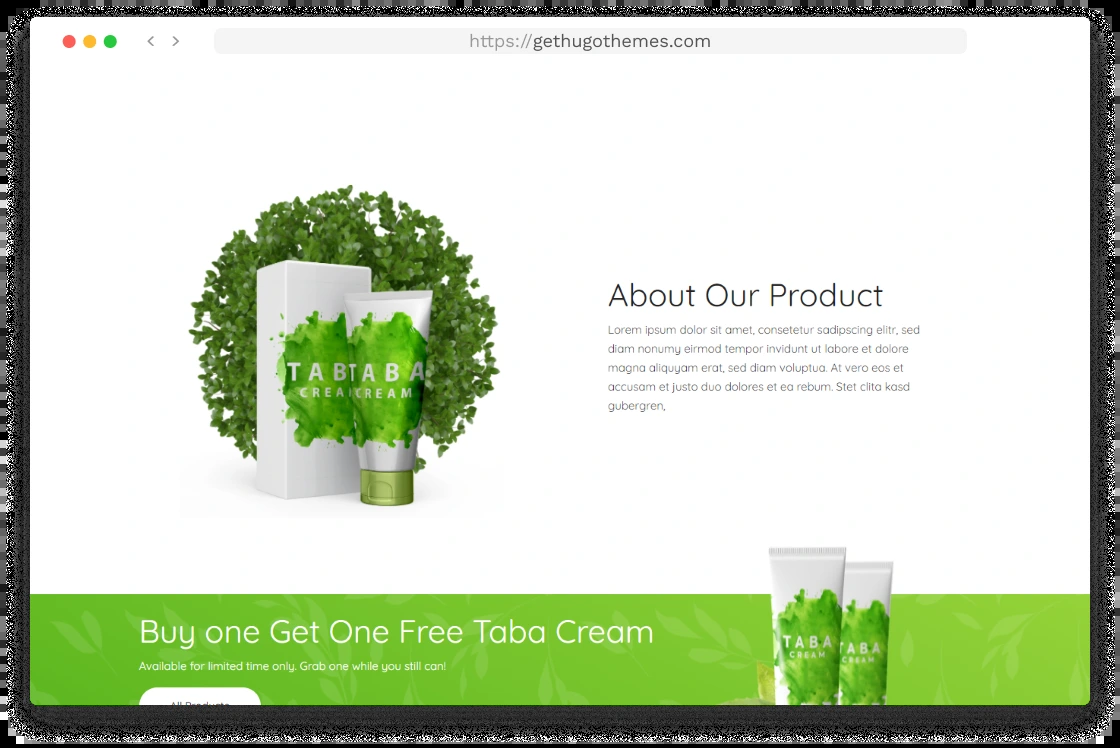 https://gethugothemes.com
About Our Product
Lorem ipsum dolor sit amet, consetetur sadipscing elitr, sed
diam nonumy eirmod tempor invidunt ut labore et dolore
magna aliquyam erat, sed diam voluptua. At vero eos et
accusam et justo duo dolores et ea rebum. Stet clita kasd
gubergren,
TAB TABA
CREAM CREAM
Buy one Get One Free Taba Cream
Available for limited time only. Grab one while you still can!
All Products
TABA TABA
CREAM CREAM